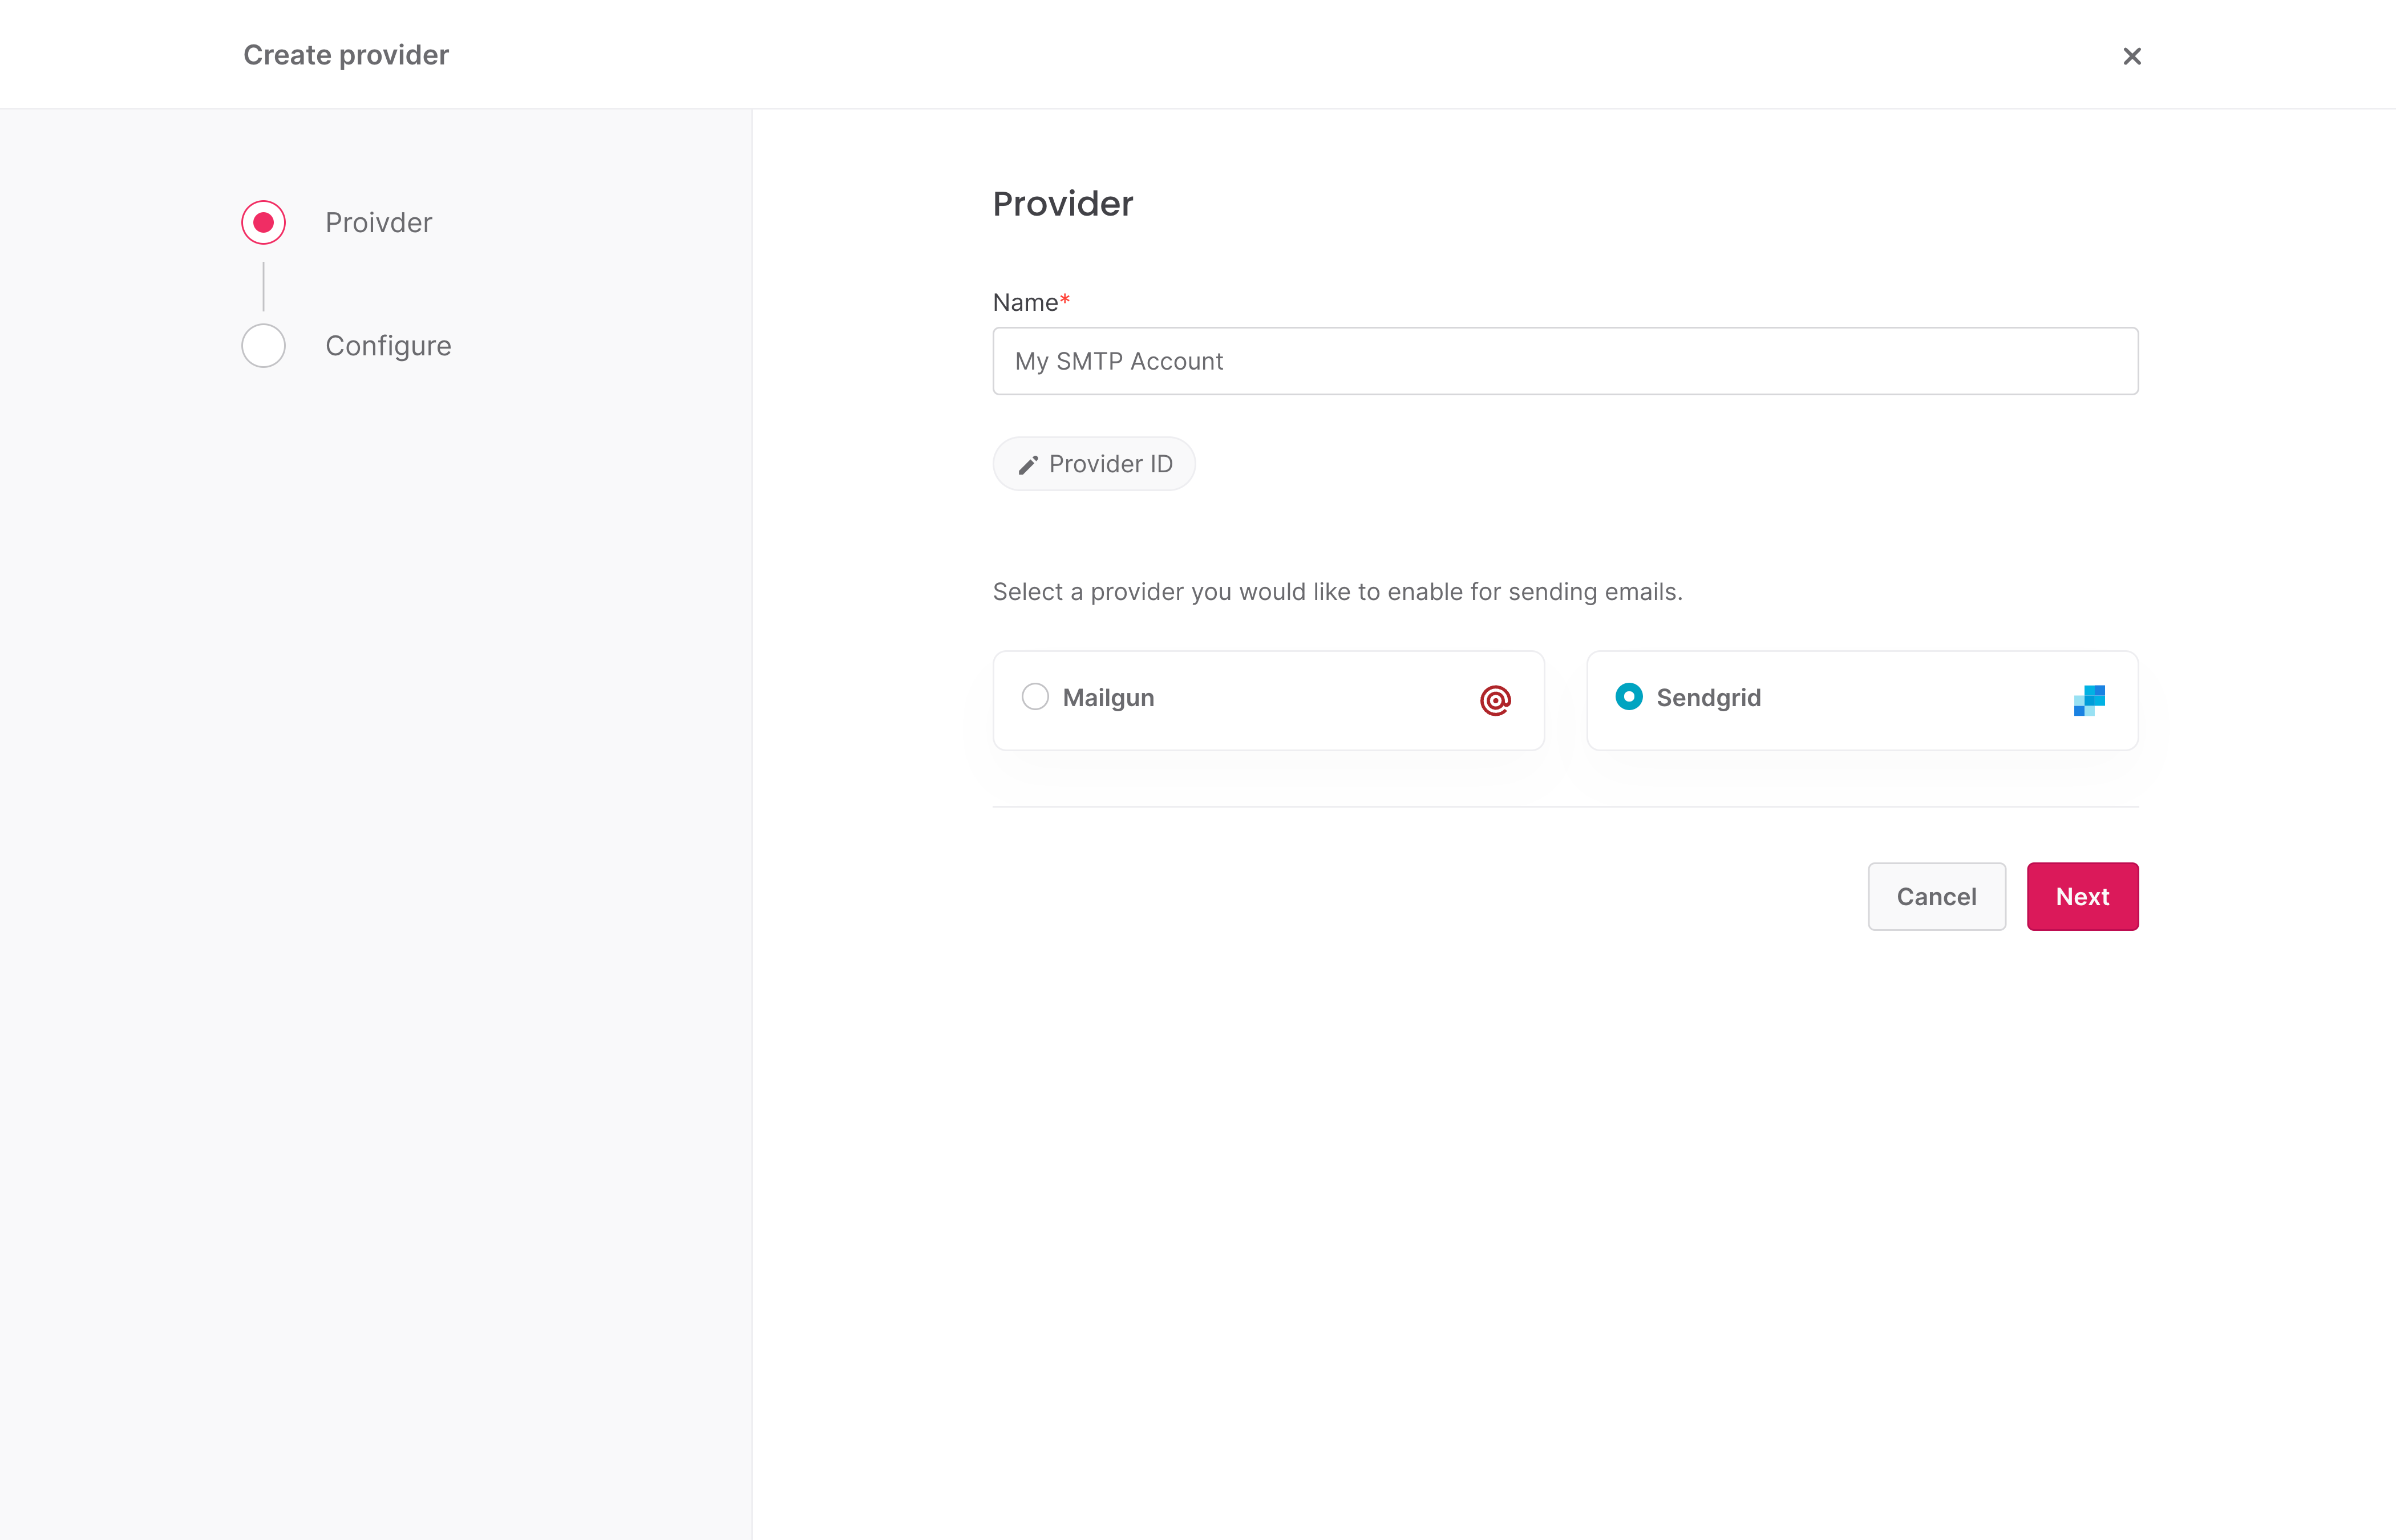 Create provider
Proivder
Configure
Provider
Name*
My SMTP Account
Provider ID
Select a provider you would like to enable for sending emails.
Mailgun
Sendgrid
Cancel
Next